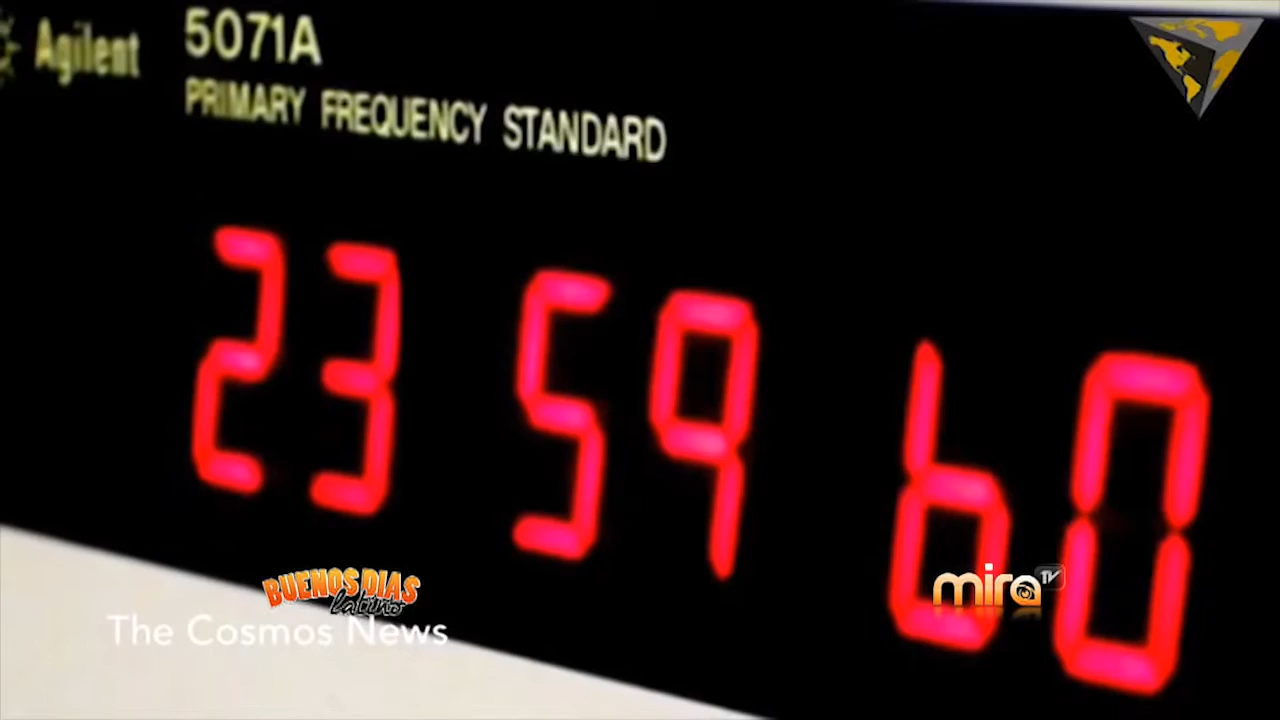 Agilent
5071A
PRIMARY FREQUENCY STANDARD
23 59 60
BUENOS DIAS
latino
mira TV
The Cosmos News